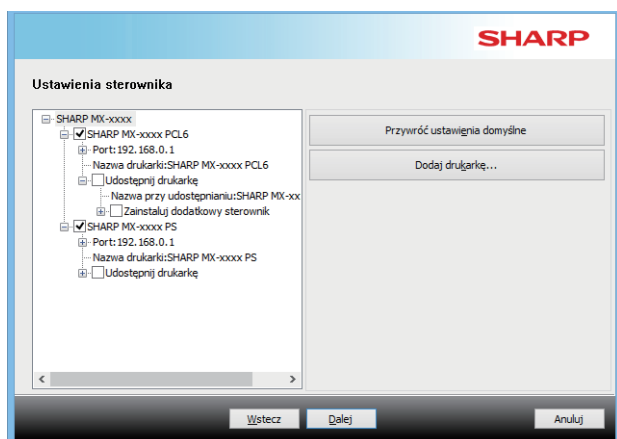 SHARP
Ustawienia sterownika
SHARP MX-xxxx
SHARP MX-xxxx PCL6
Port:192.168.0.1
Nazwa drukarki:SHARP MX-xxxx PCL6
Udostępnij drukarkę
Nazwa przy udostępnianiu:SHARP MX-xx
Zainstaluj dodatkowy sterownik
SHARP MX-xxxx PS
Port:192.168.0.1
Nazwa drukarki:SHARP MX-xxxx PS
Udostępnij drukarkę
Przywróć ustawienia domyślne
Dodaj drukarkę...
Wstecz
Dalej
Anuluj